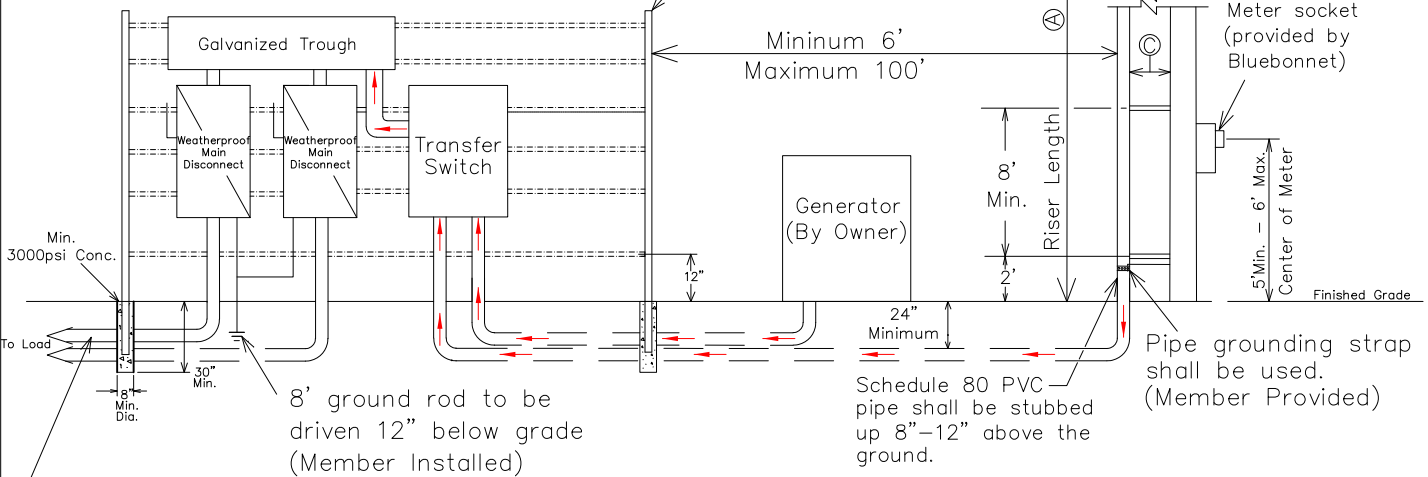 Galvanized Trough
Weatherproof
Main
Disconnect
Weatherproof
Main
Disconnect
Transfer
Switch
Mininum 6'
Maximum 100'
A
C
Meter socket
(provided by
Bluebonnet)
Riser Length
8'
Min.
2'
5'Min. – 6' Max.
Center of Meter
Generator
(By Owner)
Min.
3000psi Conc.
12"
Finished Grade
24"
Minimum
To Load
30"
Min.
8"
Min.
Dia.
8' ground rod to be
driven 12" below grade
(Member Installed)
Schedule 80 PVC
pipe shall be stubbed
up 8"–12" above the
ground.
Pipe grounding strap
shall be used.
(Member Provided)